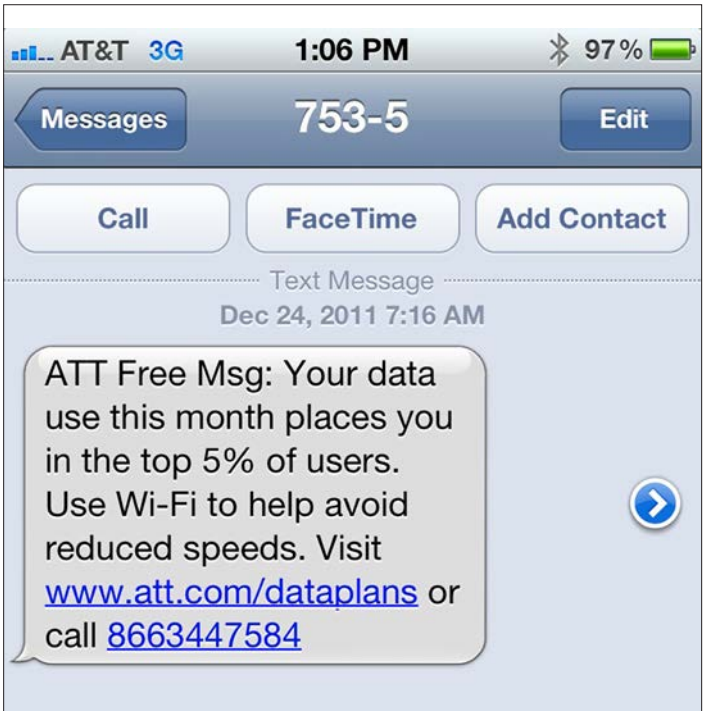 AT&T 3G 1:06 PM 97%
Messages 753-5 Edit
Call FaceTime Add Contact
Text Message
Dec 24, 2011 7:16 AM
ATT Free Msg: Your data
use this month places you
in the top 5% of users.
Use Wi-Fi to help avoid
reduced speeds. Visit
www.att.com/dataplans or
call 8663447584